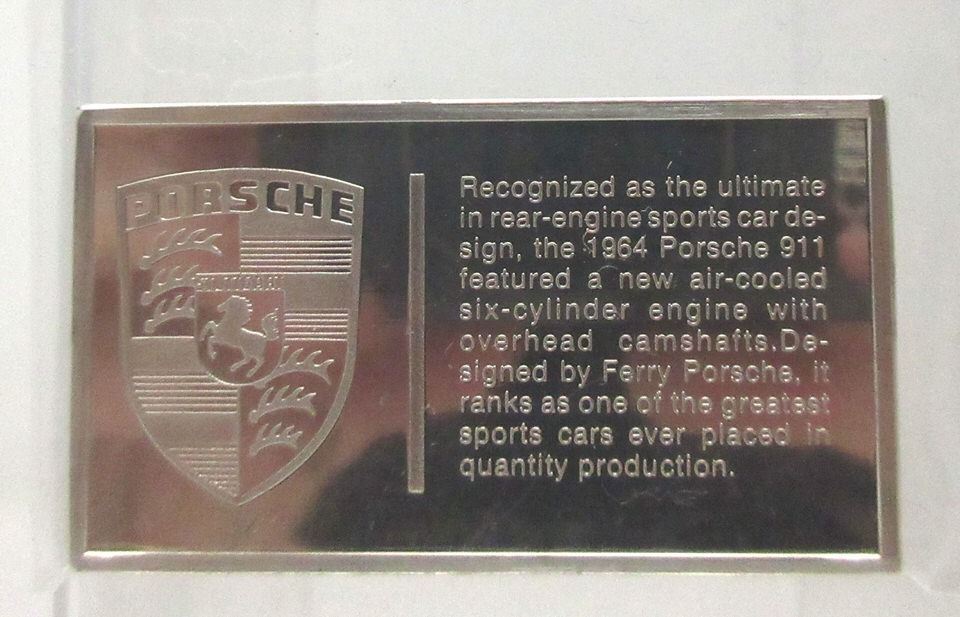 PORSCHE
STUTTGART
Recognized as the ultimate
in rear-engine sports car de-
sign, the 1964 Porsche 911
featured a new air-cooled
six-cylinder engine with
overhead camshafts.De-
signed by Ferry Porsche, it
ranks as one of the greatest
sports cars ever placed in
quantity production.